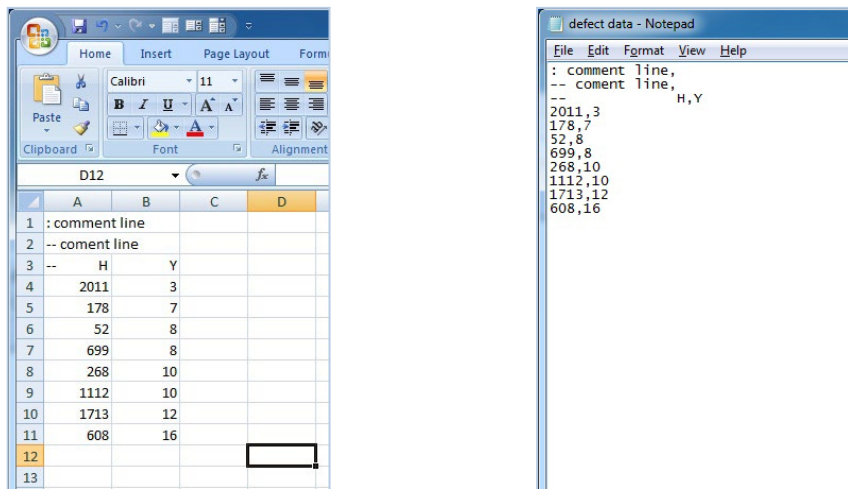 Home Insert Page Layout Form
Paste
Calibri 11
B I U A A
A
Clipboard Font Alignment
D12 fx
A B C D
1 : comment line
2 -- coment line
3 -- H Y
4 2011 3
5 178 7
6 52 8
7 699 8
8 268 10
9 1112 10
10 1713 12
11 608 16
12
13
defect data - Notepad
File Edit Format View Help
: comment line,
-- coment line,
-- H,Y
2011,3
178,7
52,8
699,8
268,10
1112,10
1713,12
608,16